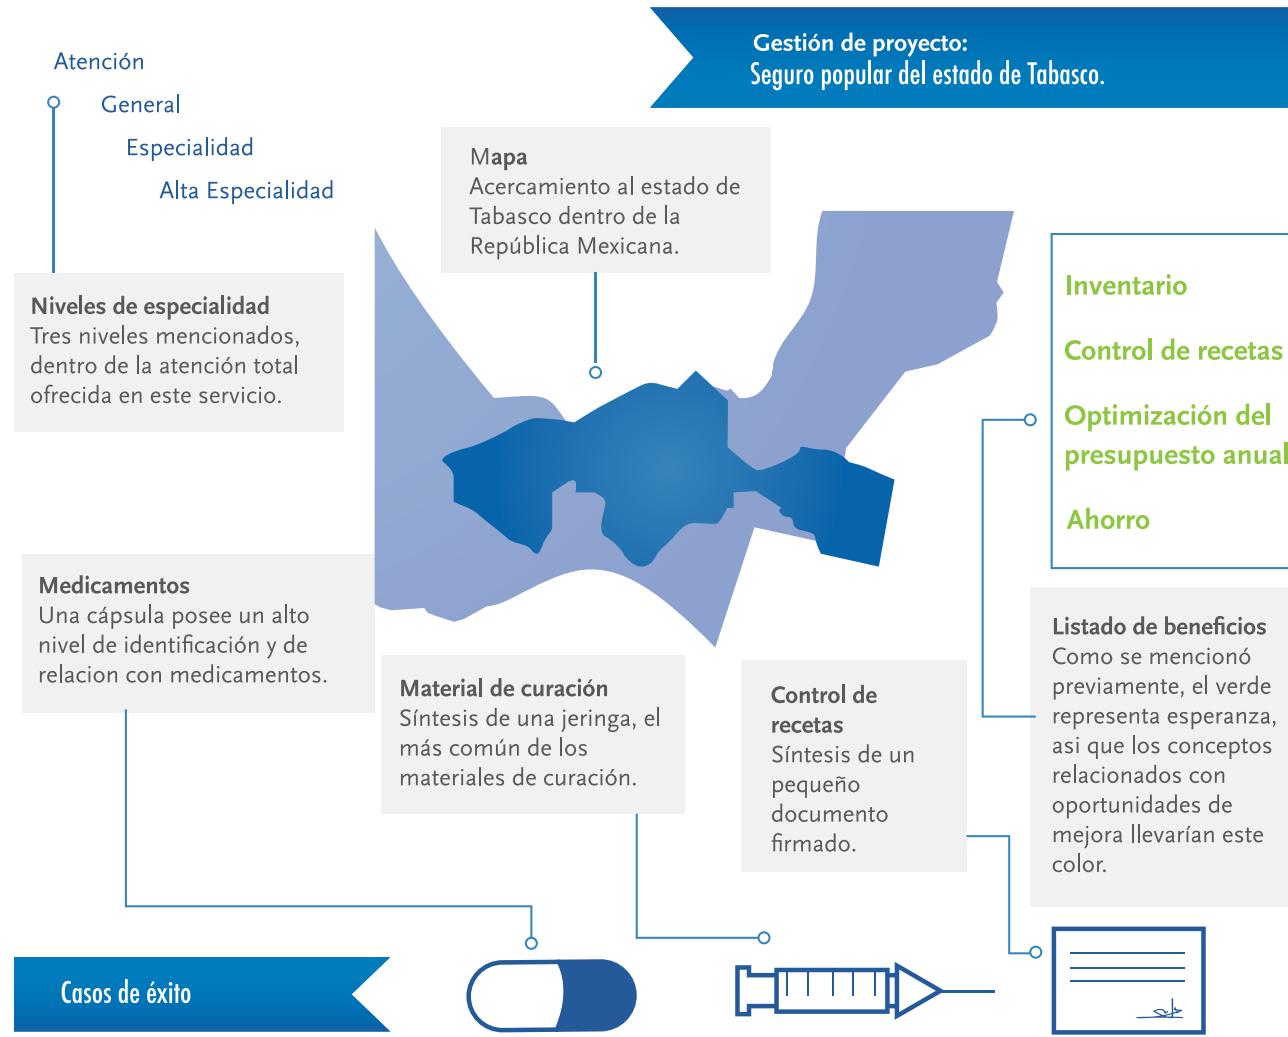 Gestión de proyecto:
Seguro popular del estado de Tabasco.
Atención
General
Especialidad
Alta Especialidad
Mapa
Acercamiento al estado de
Tabasco dentro de la
República Mexicana.
Niveles de especialidad
Tres niveles mencionados,
dentro de la atención total
ofrecida en este servicio.
Inventario
Control de recetas
Optimización del
presupuesto anual
Ahorro
Medicamentos
Una cápsula posee un alto
nivel de identificación y de
relacion con medicamentos.
Material de curación
Síntesis de una jeringa, el
más común de los
materiales de curación.
Control de
recetas
Síntesis de un
pequeño
documento
firmado.
Listado de beneficios
Como se mencionó
previamente, el verde
representa esperanza,
asi que los conceptos
relacionados con
oportunidades de
mejora llevarían este
color.
Casos de éxito